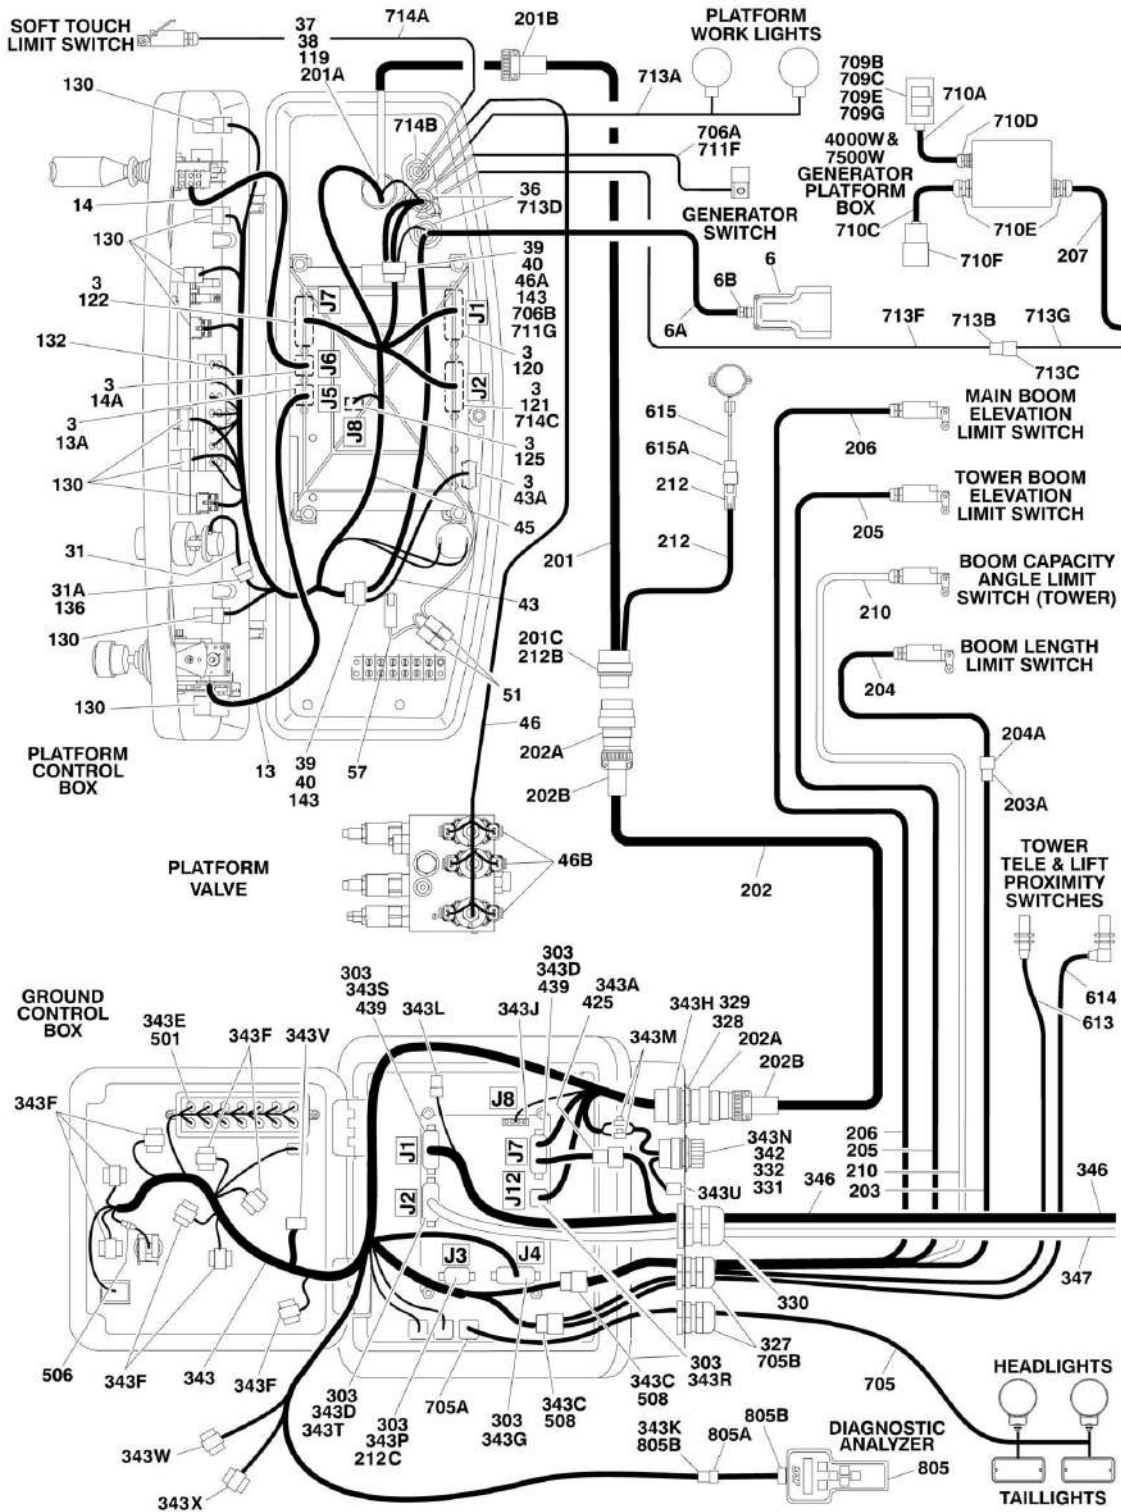 SOFT TOUCH
LIMIT SWITCH
37
38
119
201A
714A
201B
PLATFORM
WORK LIGHTS
709B
709C
709E
709G
710A
710D
4000W &
7500W
GENERATOR
PLATFORM
BOX
710C
710E
710F
207
130
714B
713A
706A
711F
14
130
36
713D
GENERATOR
SWITCH
39
40
46A
143
706B
711G
6
6B
6A
713F
713B
713G
713C
3
122
J7
J1
132
J6
3
120
3
14A
J5
J2
3
121
714C
3
13A
J8
3
125
130
3
43A
45
615
615A
212
212
206
MAIN BOOM
ELEVATION
LIMIT SWITCH
205
TOWER BOOM
ELEVATION
LIMIT SWITCH
31
201
31A
136
43
210
BOOM CAPACITY
ANGLE LIMIT
SWITCH (TOWER)
130
201C
212B
204
BOOM LENGTH
LIMIT SWITCH
130
51
46
202A
204A
PLATFORM
CONTROL
BOX
13
39
40
143
57
202B
203A
PLATFORM
VALVE
46B
202
TOWER
TELE & LIFT
PROXIMITY
SWITCHES
614
613
GROUND
CONTROL
BOX
343E
501
343F
343V
303
343S
439
343L
343J
303
343D
439
343A
425
343H
329
328
343M
202A
202B
343F
J8
J1
J7
J2
J12
343N
342
332
331
343U
206
205
210
203
346
346
J3
J4
330
347
327
705B
506
343F
343
343F
303
343D
343T
303
343P
212C
705A
303
343G
343C
508
343C
508
303
343R
705
HEADLIGHTS
343W
343X
343K
805B
805A
805B
DIAGNOSTIC
ANALYZER
805
TAILLIGHTS